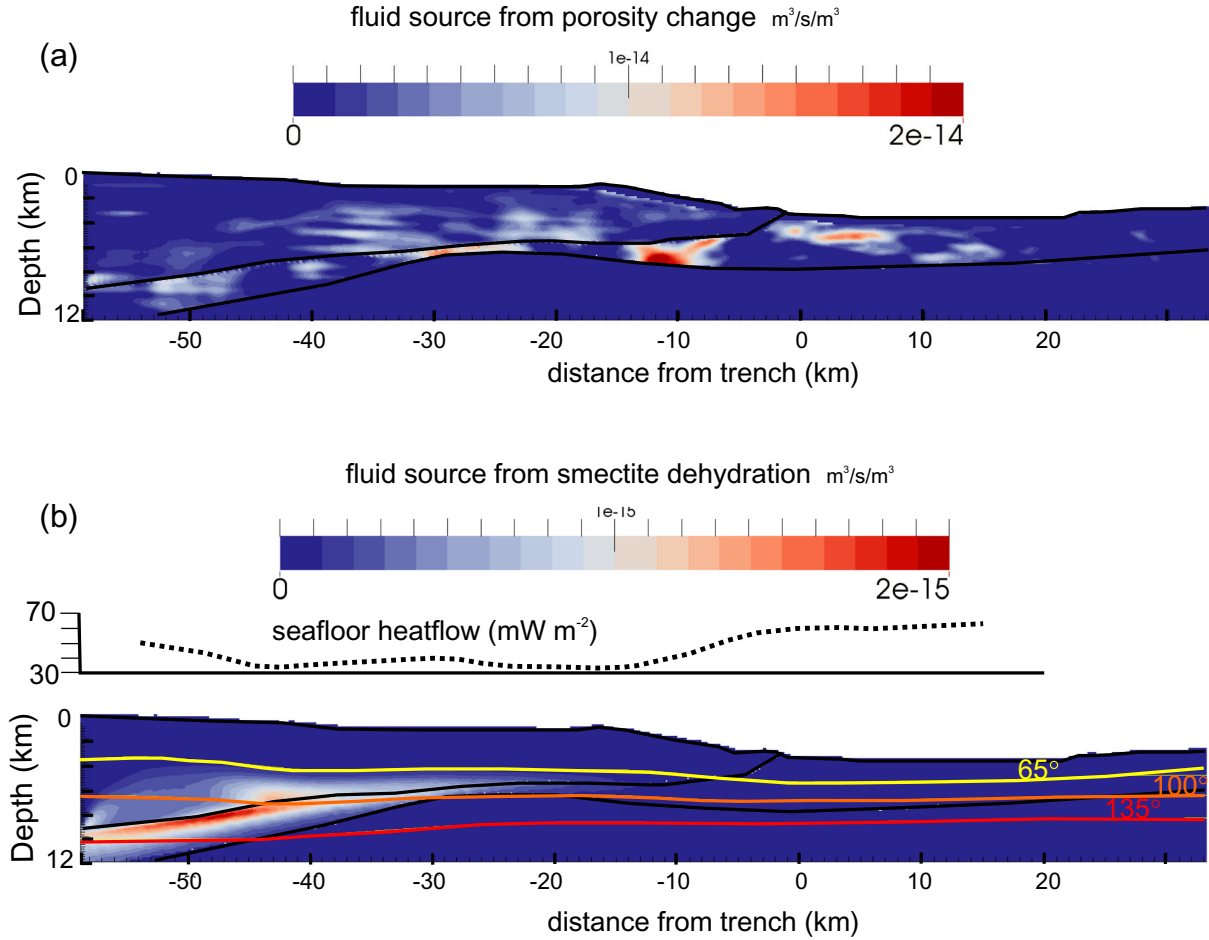 fluid source from porosity change m³/s/m³
(a)
1e-14
0 2e-14
0
Depth (km)
12
-50 -40 -30 -20 -10 0 10 20
distance from trench (km)
fluid source from smectite dehydration m³/s/m³
(b)
1e-15
0 2e-15
70
seafloor heatflow (mW m⁻²)
30
0
Depth (km)
65°
100°
135°
12
-50 -40 -30 -20 -10 0 10 20
distance from trench (km)